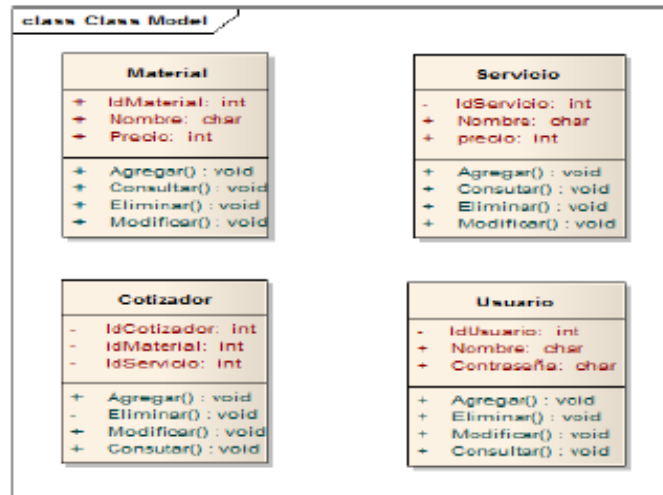 class Class Model
Material
+ IdMaterial: int
+ Nombre: char
+ Precio: int
+ Agregar() : void
+ Consultar() : void
+ Eliminar() : void
+ Modificar() : void
Servicio
- IdServicio: int
+ Nombre: char
+ precio: int
+ Agregar() : void
+ Consutar() : void
+ Eliminar() : void
+ Modificar() : void
Cotizador
- IdCotizador: int
- idMaterial: int
- IdServicio: int
+ Agregar() : void
- Eliminar() : void
+ Modificar() : void
+ Consutar() : void
Usuario
- IdUsuario: int
+ Nombre: char
+ Contraseña: char
+ Agregar() : void
+ Eliminar() : void
+ Modificar() : void
+ Consultar() : void